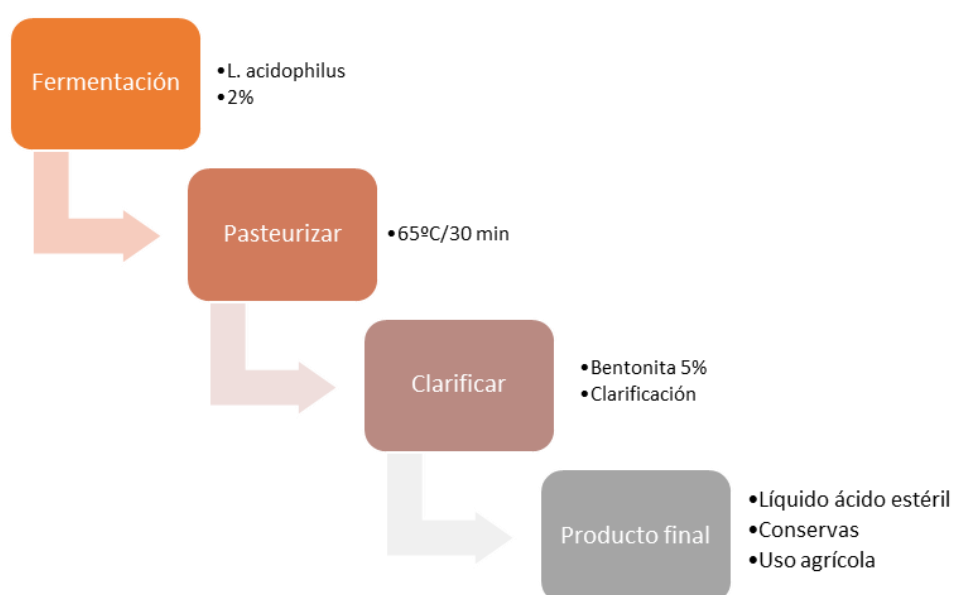 Fermentación
•L. acidophilus
•2%
Pasteurizar
•65ºC/30 min
Clarificar
•Bentonita 5%
•Clarificación
Producto final
•Líquido ácido estéril
•Conservas
•Uso agrícola